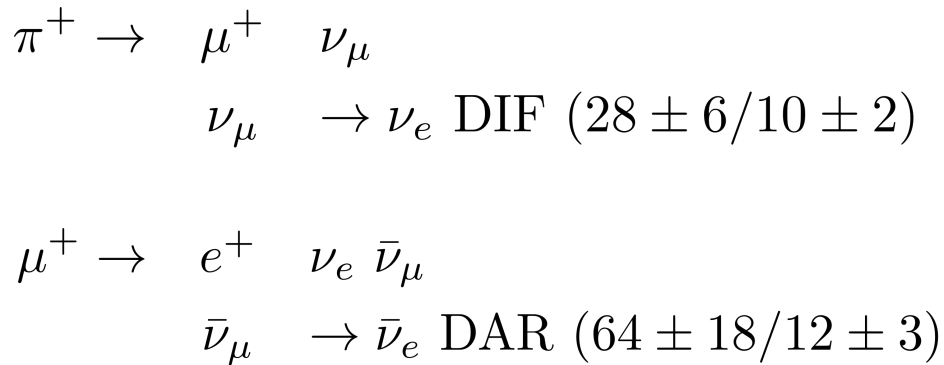 π⁺ → μ⁺ ν_μ
ν_μ → ν_e DIF (28 ± 6/10 ± 2)
μ⁺ → e⁺ ν_e ν̄_μ
ν̄_μ → ν̄_e DAR (64 ± 18/12 ± 3)